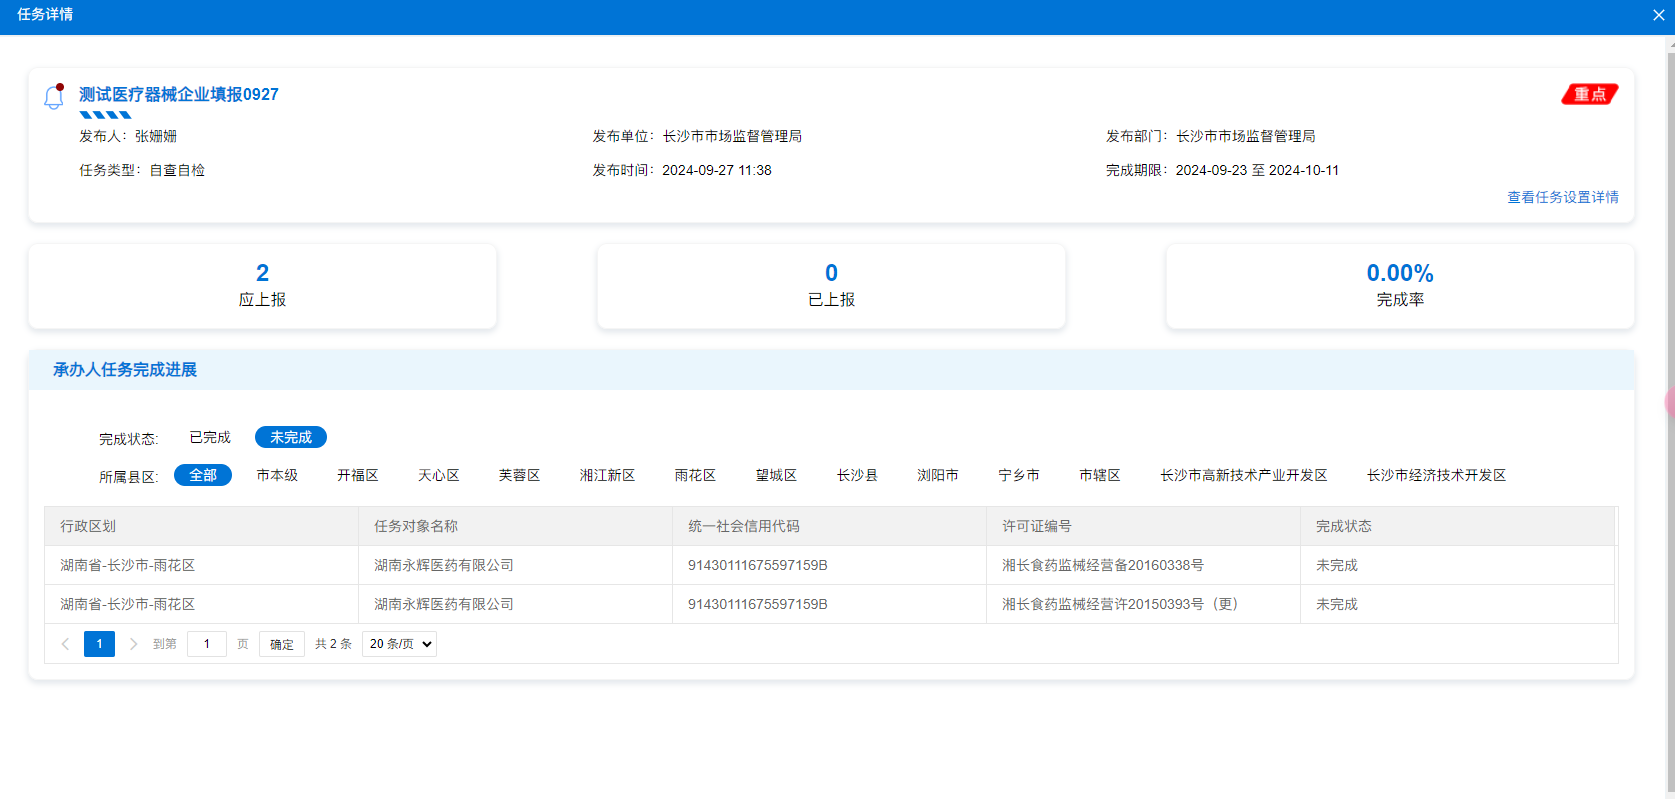 任务详情
测试医疗器械企业填报0927
重点
发布人：张姗姗 发布单位：长沙市市场监督管理局 发布部门：长沙市市场监督管理局
任务类型：自查自检 发布时间：2024-09-27 11:38 完成期限：2024-09-23 至 2024-10-11
查看任务设置详情
2 0 0.00%
应上报 已上报 完成率
承办人任务完成进展
完成状态: 已完成 未完成
所属县区: 全部 市本级 开福区 天心区 芙蓉区 湘江新区 雨花区 望城区 长沙县 浏阳市 宁乡市 市辖区 长沙市高新技术产业开发区 长沙市经济技术开发区
行政区划 任务对象名称 统一社会信用代码 许可证编号 完成状态
湖南省-长沙市-雨花区 湖南永辉医药有限公司 91430111675597159B 湘长食药监械经营备20160338号 未完成
湖南省-长沙市-雨花区 湖南永辉医药有限公司 91430111675597159B 湘长食药监械经营许20150393号（更） 未完成
1 到第 1 页 确定 共 2 条 20 条/页